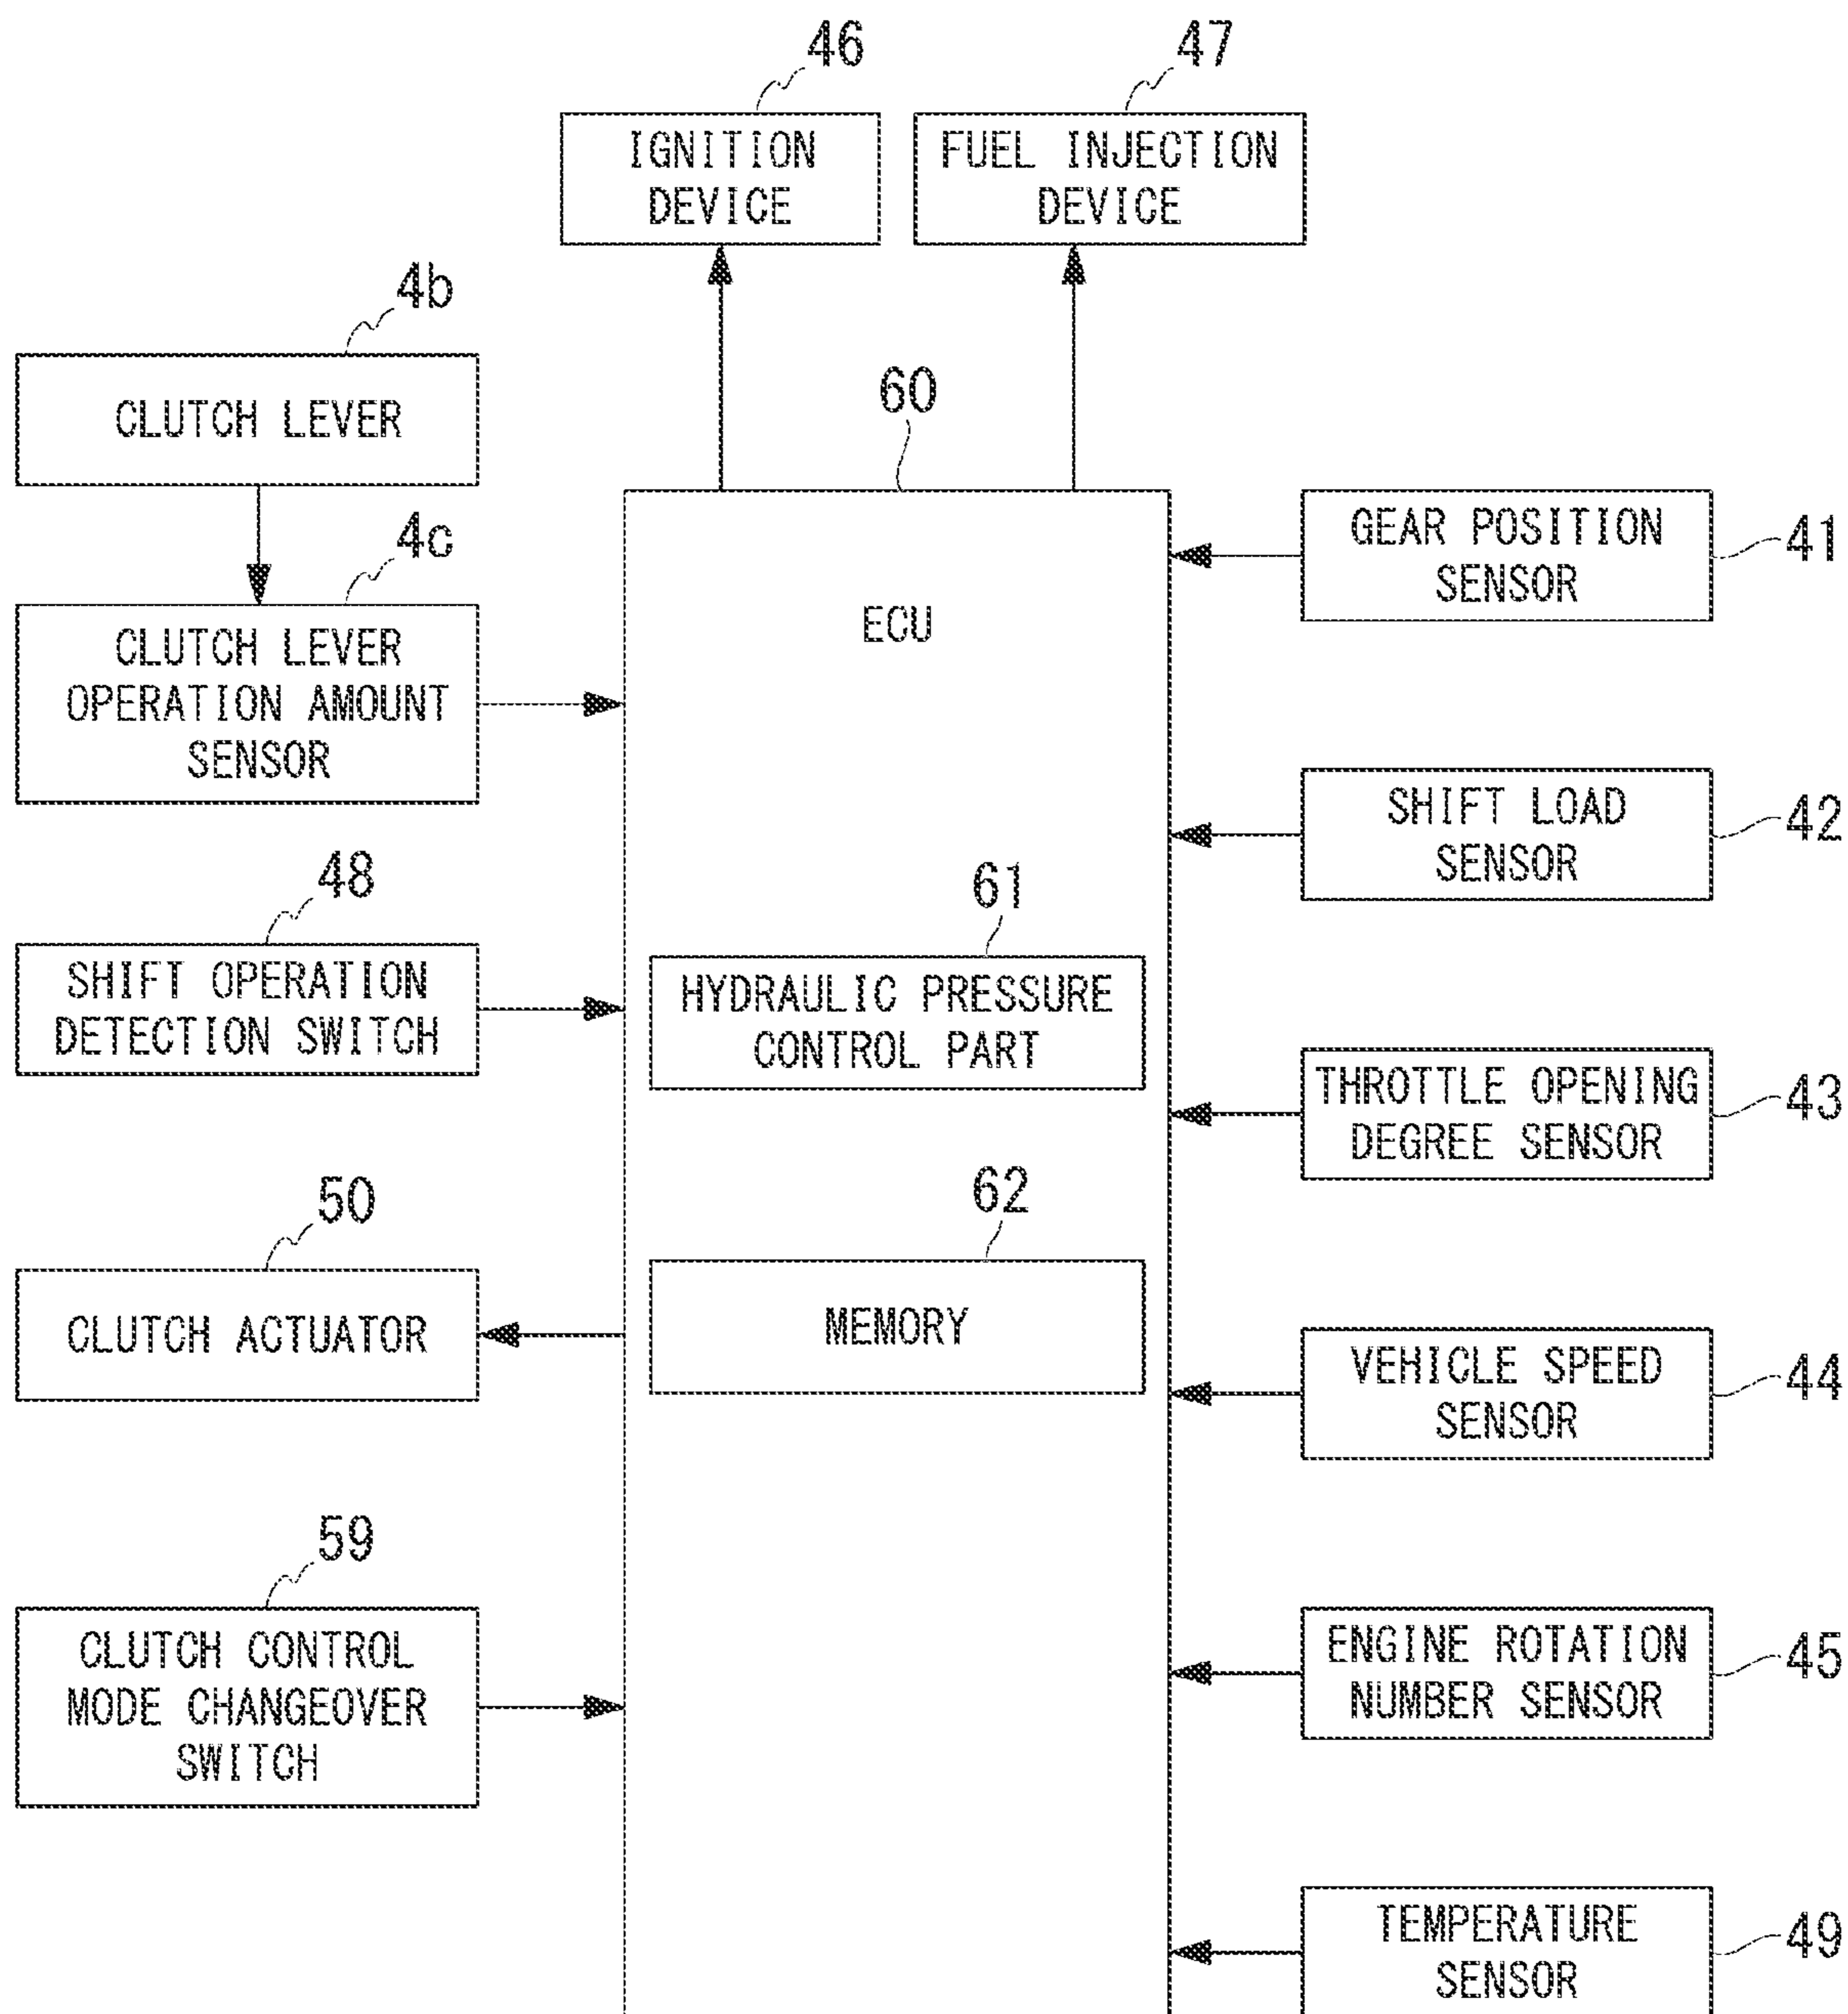 46
47
IGNITION
DEVICE
FUEL INJECTION
DEVICE
4b
CLUTCH LEVER
60
4c
CLUTCH LEVER
OPERATION AMOUNT
SENSOR
ECU
GEAR POSITION
SENSOR
41
SHIFT LOAD
SENSOR
42
48
SHIFT OPERATION
DETECTION SWITCH
61
HYDRAULIC PRESSURE
CONTROL PART
THROTTLE OPENING
DEGREE SENSOR
43
50
CLUTCH ACTUATOR
62
MEMORY
VEHICLE SPEED
SENSOR
44
59
CLUTCH CONTROL
MODE CHANGEOVER
SWITCH
ENGINE ROTATION
NUMBER SENSOR
45
TEMPERATURE
SENSOR
49